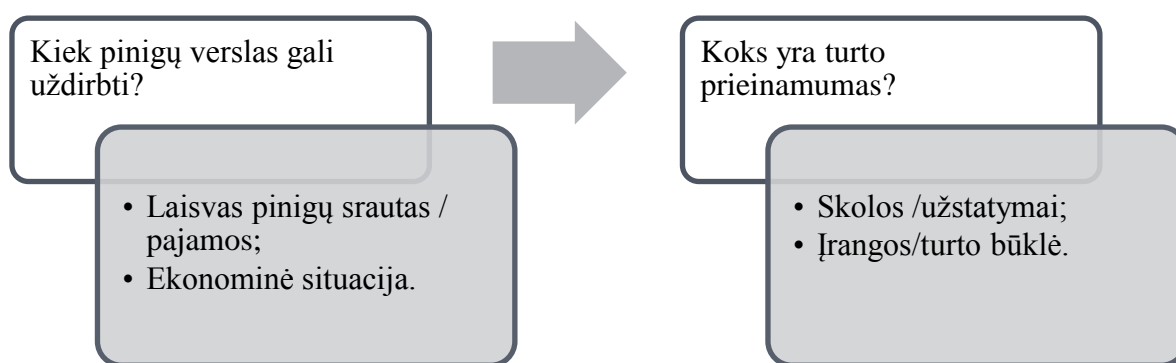 Kiek pinigų verslas gali
uždirbti?
• Laisvas pinigų srautas /
pajamos;
• Ekonominė situacija.
Koks yra turto
prieinamumas?
• Skolos /užstatymai;
• Įrangos/turto būklė.